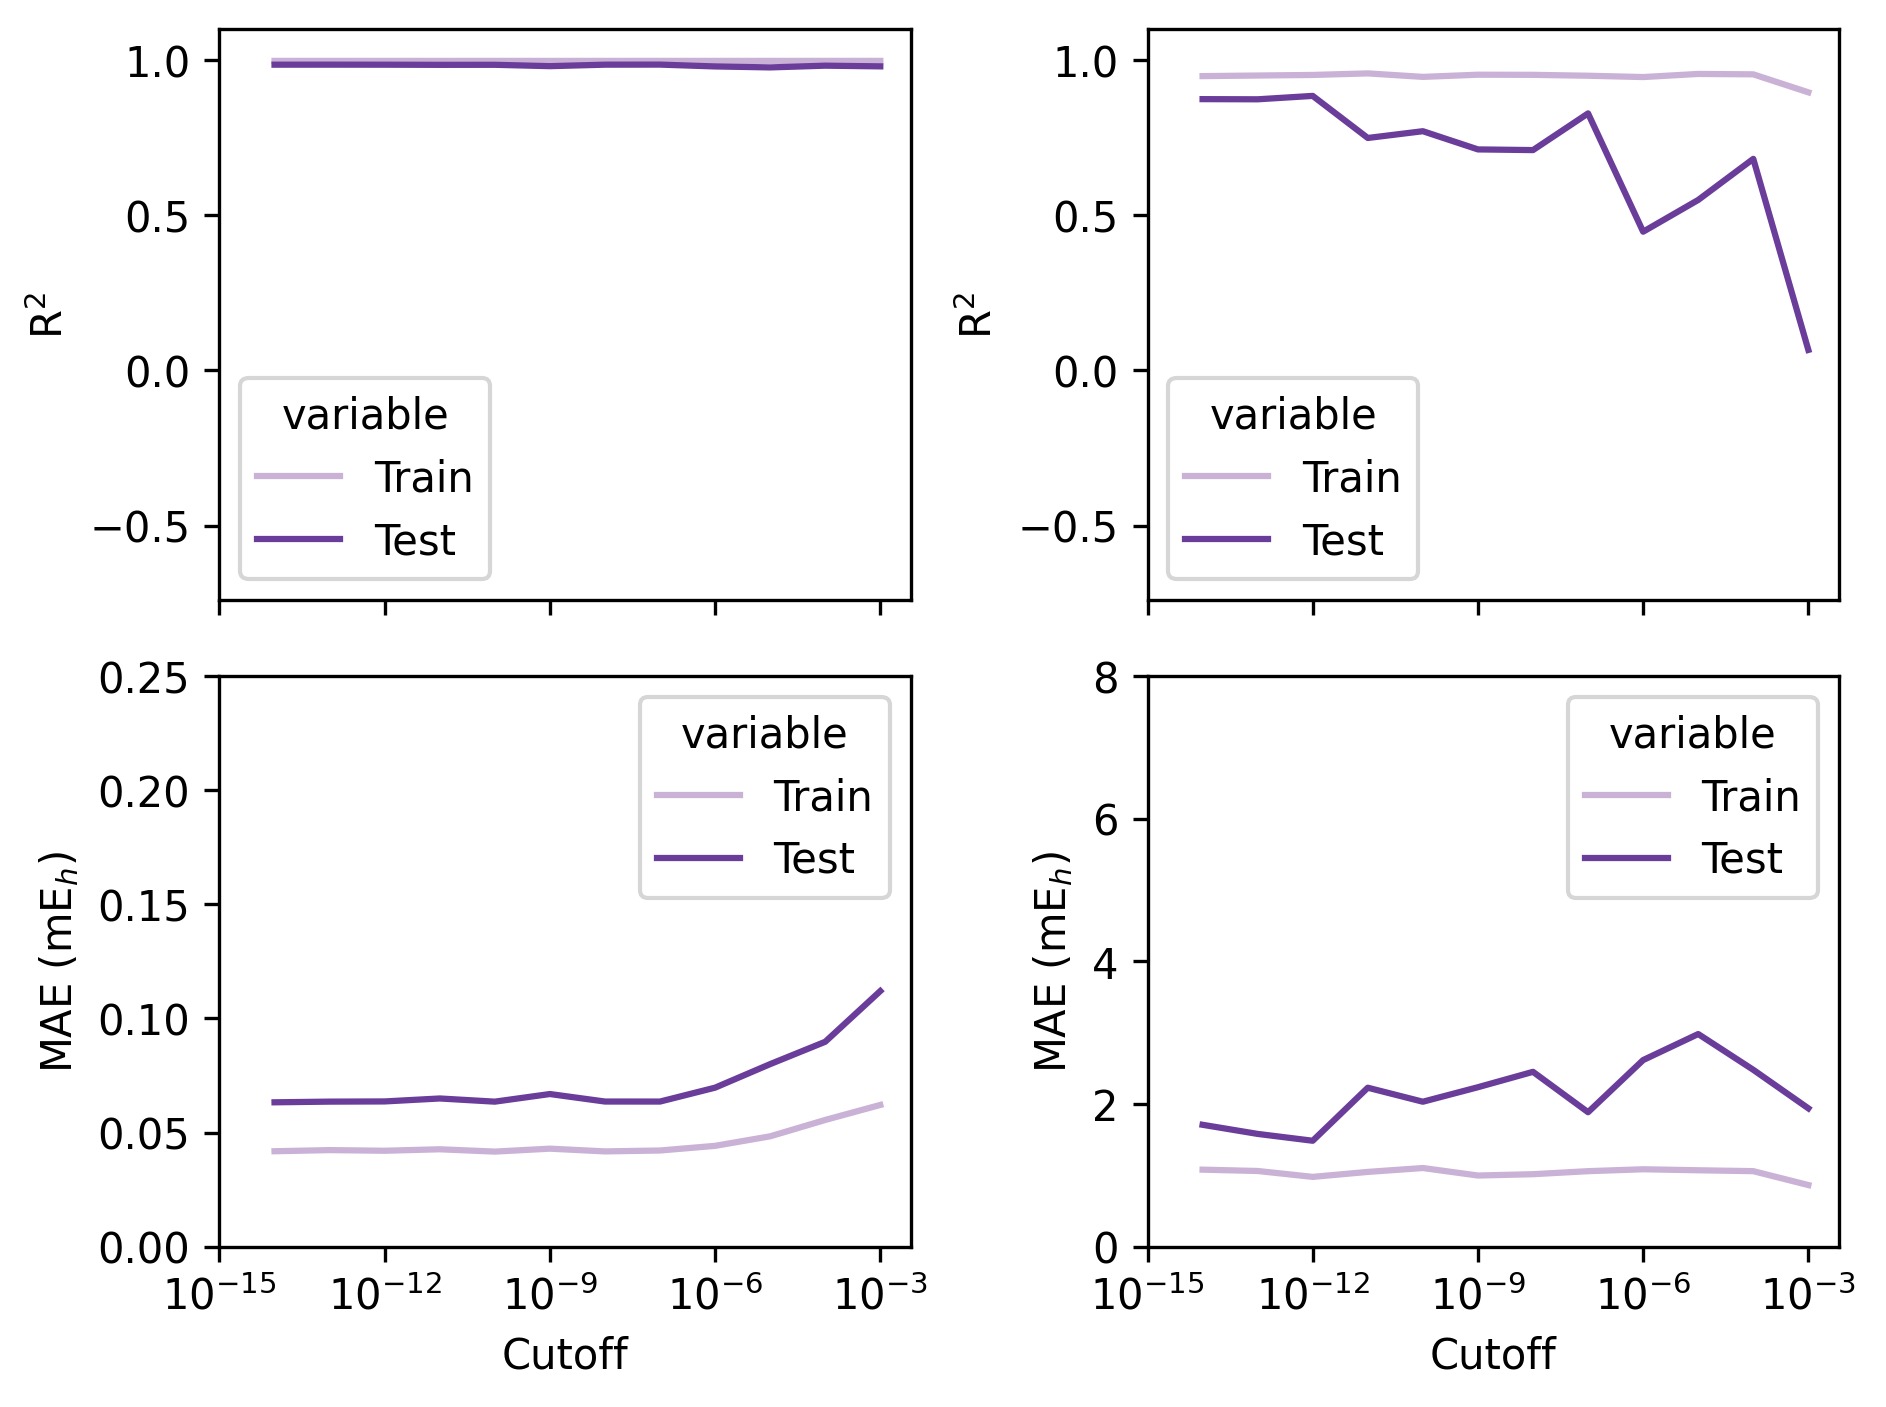 1.0
0.5
0.0
−0.5
R²
variable
Train
Test
1.0
0.5
0.0
−0.5
R²
variable
Train
Test
0.25
0.20
0.15
0.10
0.05
0.00
MAE (mEₕ)
variable
Train
Test
10⁻¹⁵ 10⁻¹² 10⁻⁹ 10⁻⁶ 10⁻³
Cutoff
8
6
4
2
0
MAE (mEₕ)
variable
Train
Test
10⁻¹⁵ 10⁻¹² 10⁻⁹ 10⁻⁶ 10⁻³
Cutoff